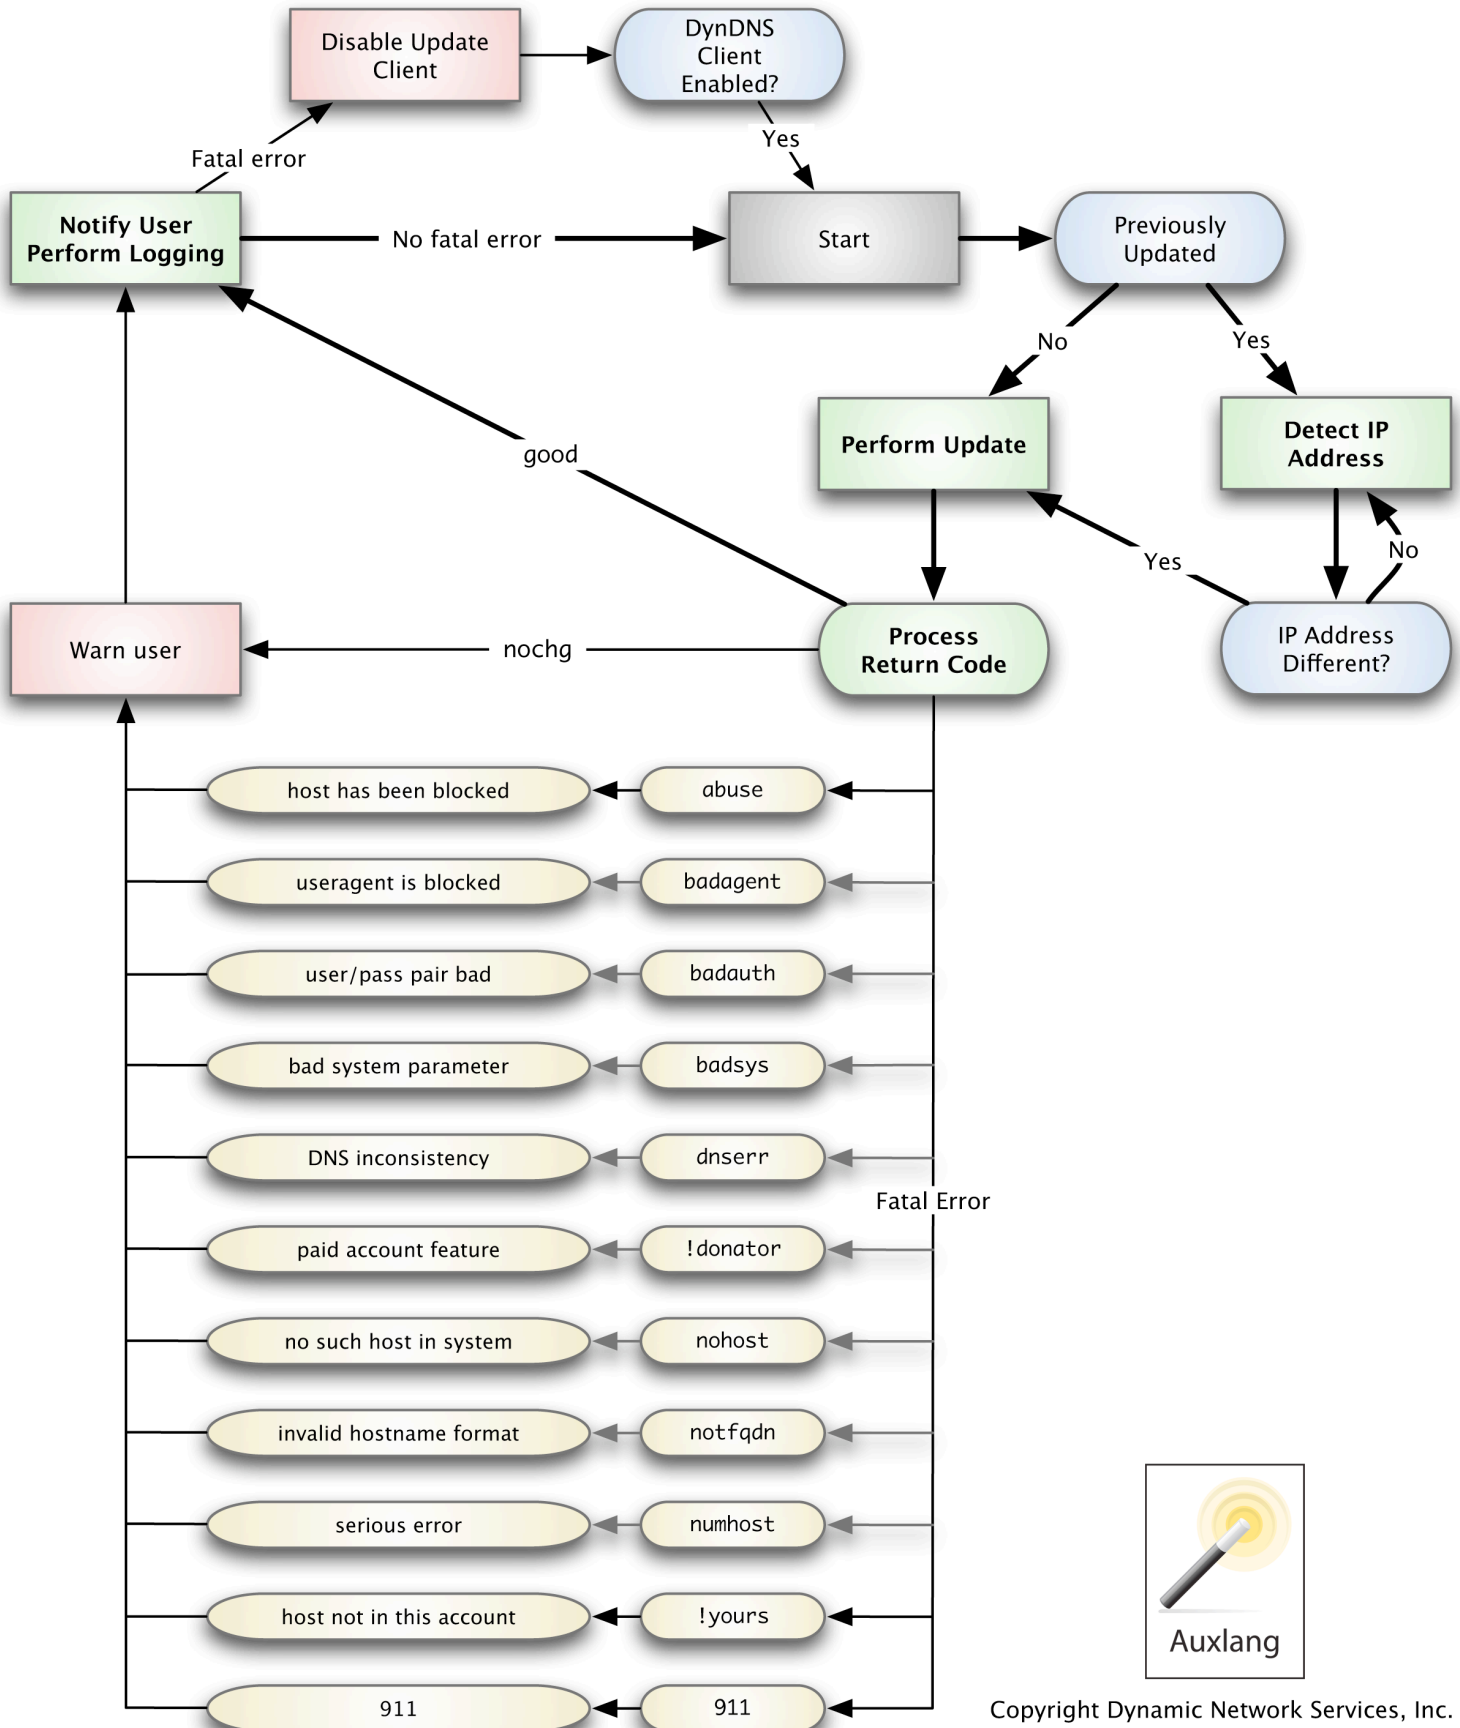 Disable Update
Client
DynDNS
Client
Enabled?
Yes
Fatal error
Notify User
Perform Logging
No fatal error
Start
Previously
Updated
No
Yes
good
Perform Update
Detect IP
Address
Yes
No
Warn user
nochg
Process
Return Code
IP Address
Different?
host has been blocked
abuse
useragent is blocked
badagent
user/pass pair bad
badauth
bad system parameter
badsys
DNS inconsistency
dnserr
Fatal Error
paid account feature
!donator
no such host in system
nohost
invalid hostname format
notfqdn
serious error
numhost
host not in this account
!yours
911
911
Auxlang
Copyright Dynamic Network Services, Inc.